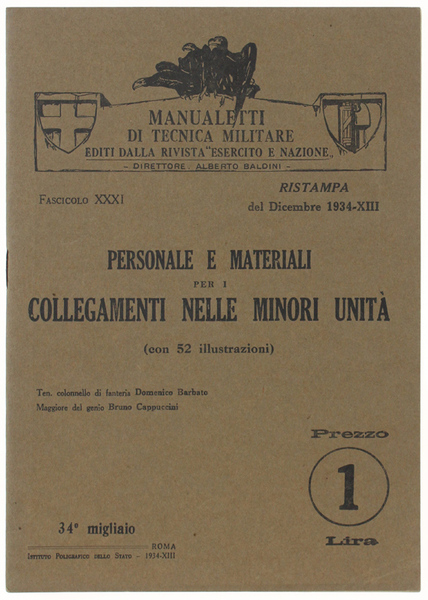 MANUALETTI
DI TECNICA MILITARE
EDITI DALLA RIVISTA "ESERCITO E NAZIONE„
– DIRETTORE: ALBERTO BALDINI –
FASCICOLO XXXI
RISTAMPA
del Dicembre 1934-XIII
PERSONALE E MATERIALI
PER I
COLLEGAMENTI NELLE MINORI UNITÀ
(con 52 illustrazioni)
Ten. colonnello di fanteria Domenico Barbato
Maggiore del genio Bruno Cappuccini
Prezzo
1
Lira
34º migliaio
ROMA
ISTITUTO POLIGRAFICO DELLO STATO - 1934-XIII